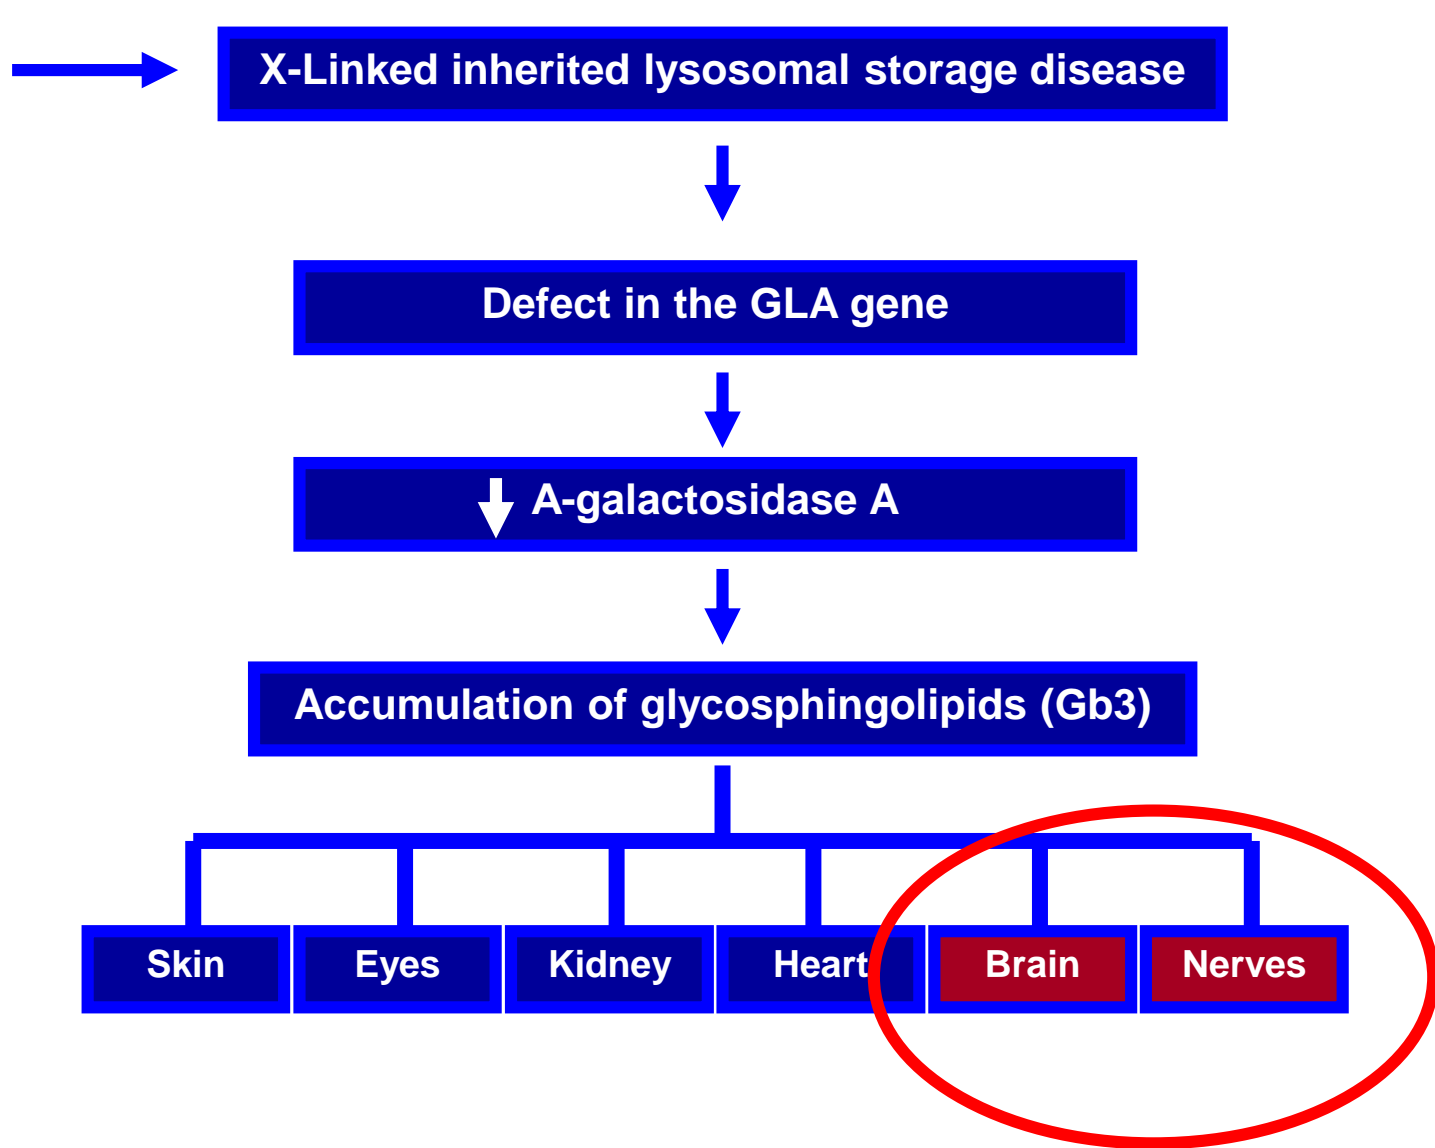 X-Linked inherited lysosomal storage disease
Defect in the GLA gene
A-galactosidase A
Accumulation of glycosphingolipids (Gb3)
Skin
Eyes
Kidney
Heart
Brain
Nerves